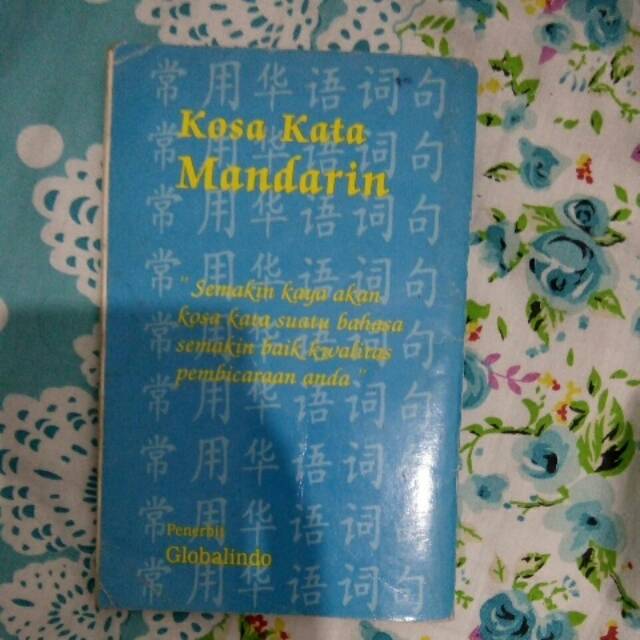 常用华语词句
常用华语词句
Kosa Kata
Mandarin
常用华语词句
常用华语词句
"Semakin kaya akan
kosa kata suatu bahasa
semakin baik kwalitas
pembicaraan anda"
常用华语词句
常用华语词句
常用华语词
常用华语词
Penerbit
Globalindo
常用华语词句